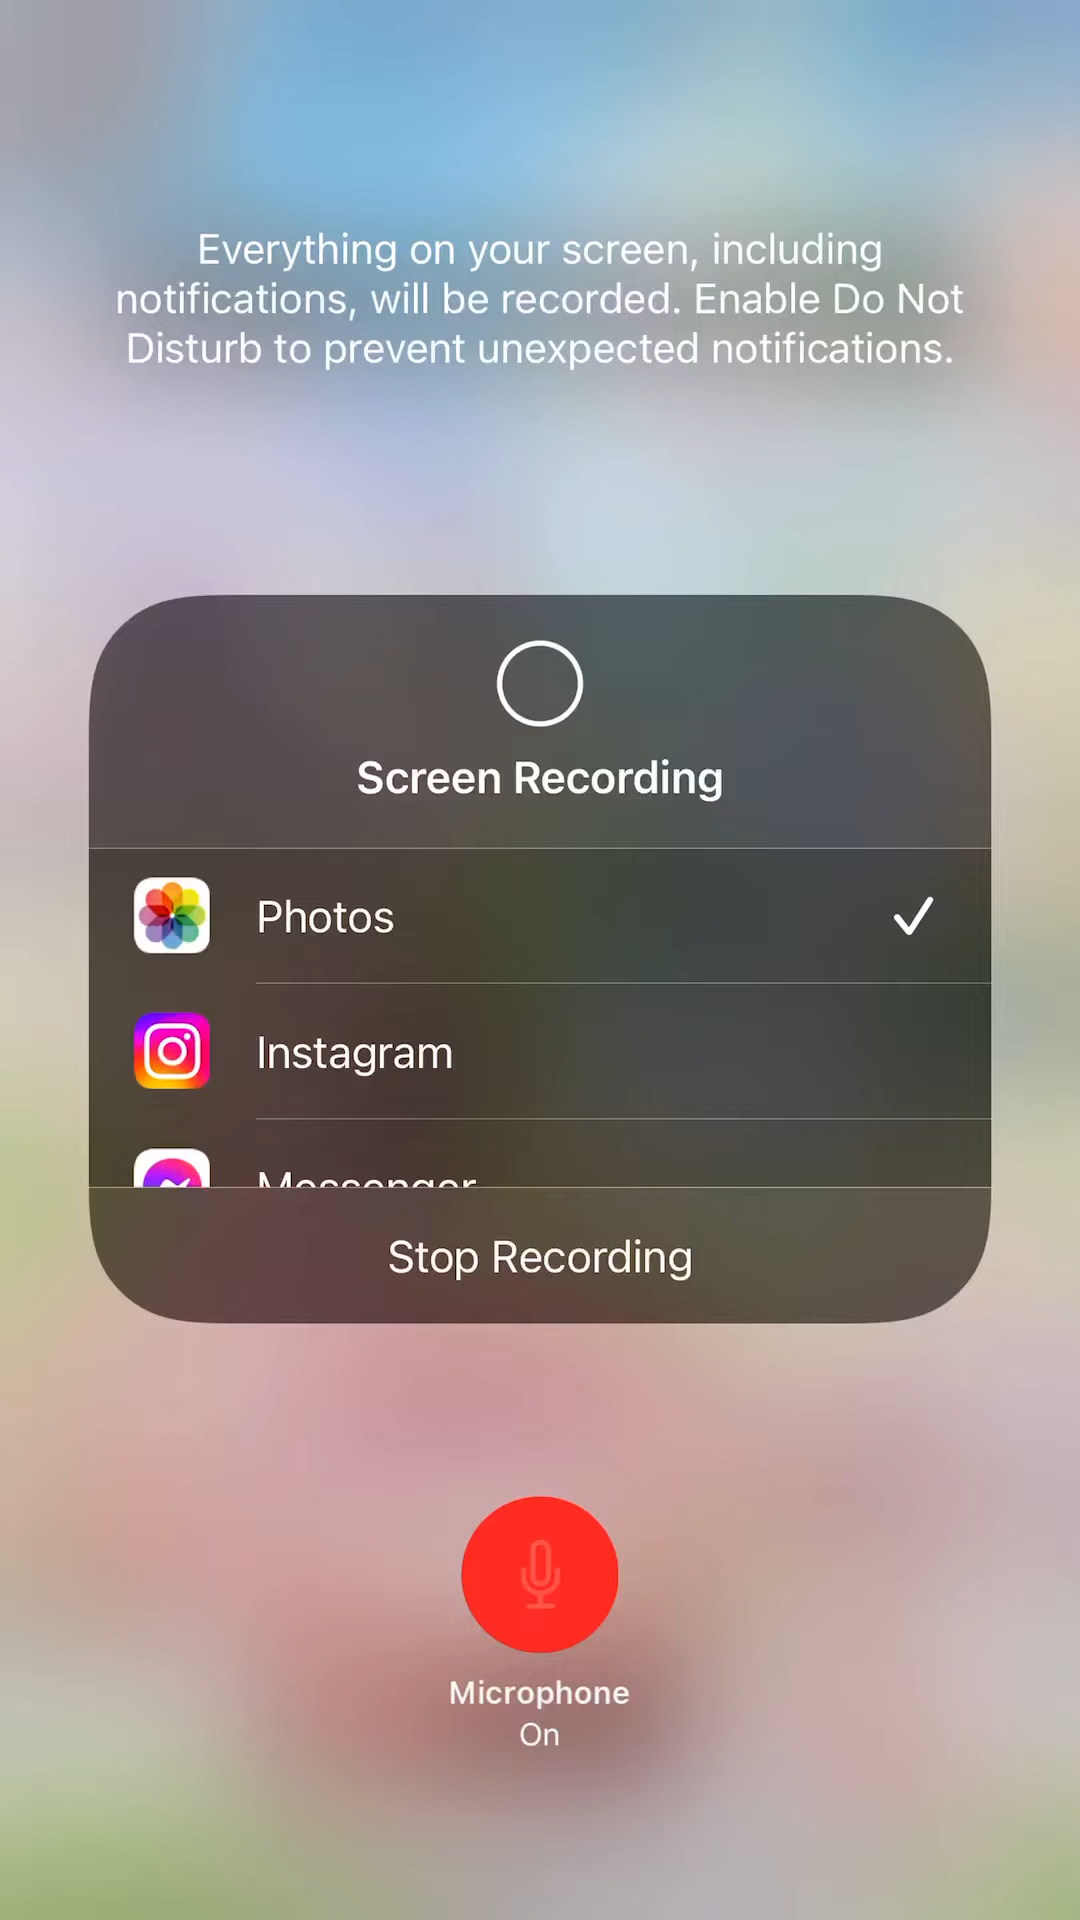 Everything on your screen, including
notifications, will be recorded. Enable Do Not
Disturb to prevent unexpected notifications.
Screen Recording
Photos
Instagram
Messenger
Stop Recording
Microphone
On